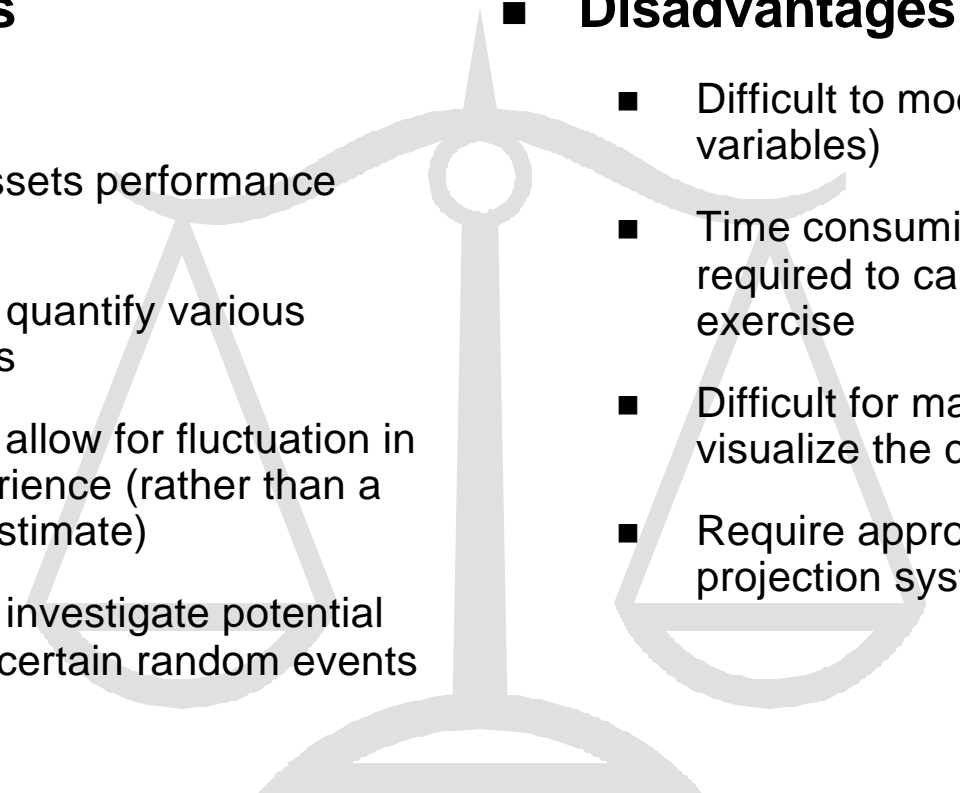 s
ssets performance
quantify various
s
allow for fluctuation in
rience (rather than a
stimate)
investigate potential
certain random events
■ Disadvantages
■ Difficult to mod
variables)
■ Time consumi
required to ca
exercise
■ Difficult for ma
visualize the
■ Require appro
projection syst